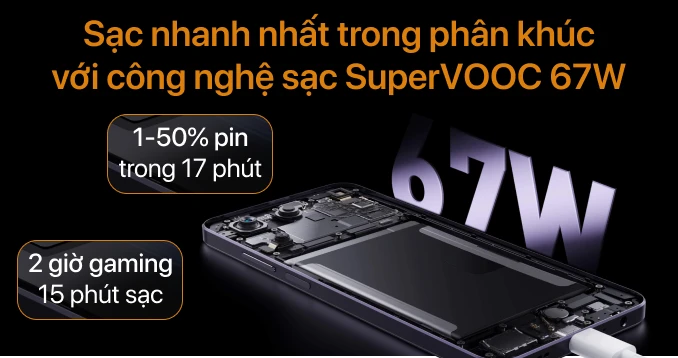 Sạc nhanh nhất trong phân khúc
với công nghệ sạc SuperVOOC 67W
1-50% pin
trong 17 phút
67W
2 giờ gaming
15 phút sạc